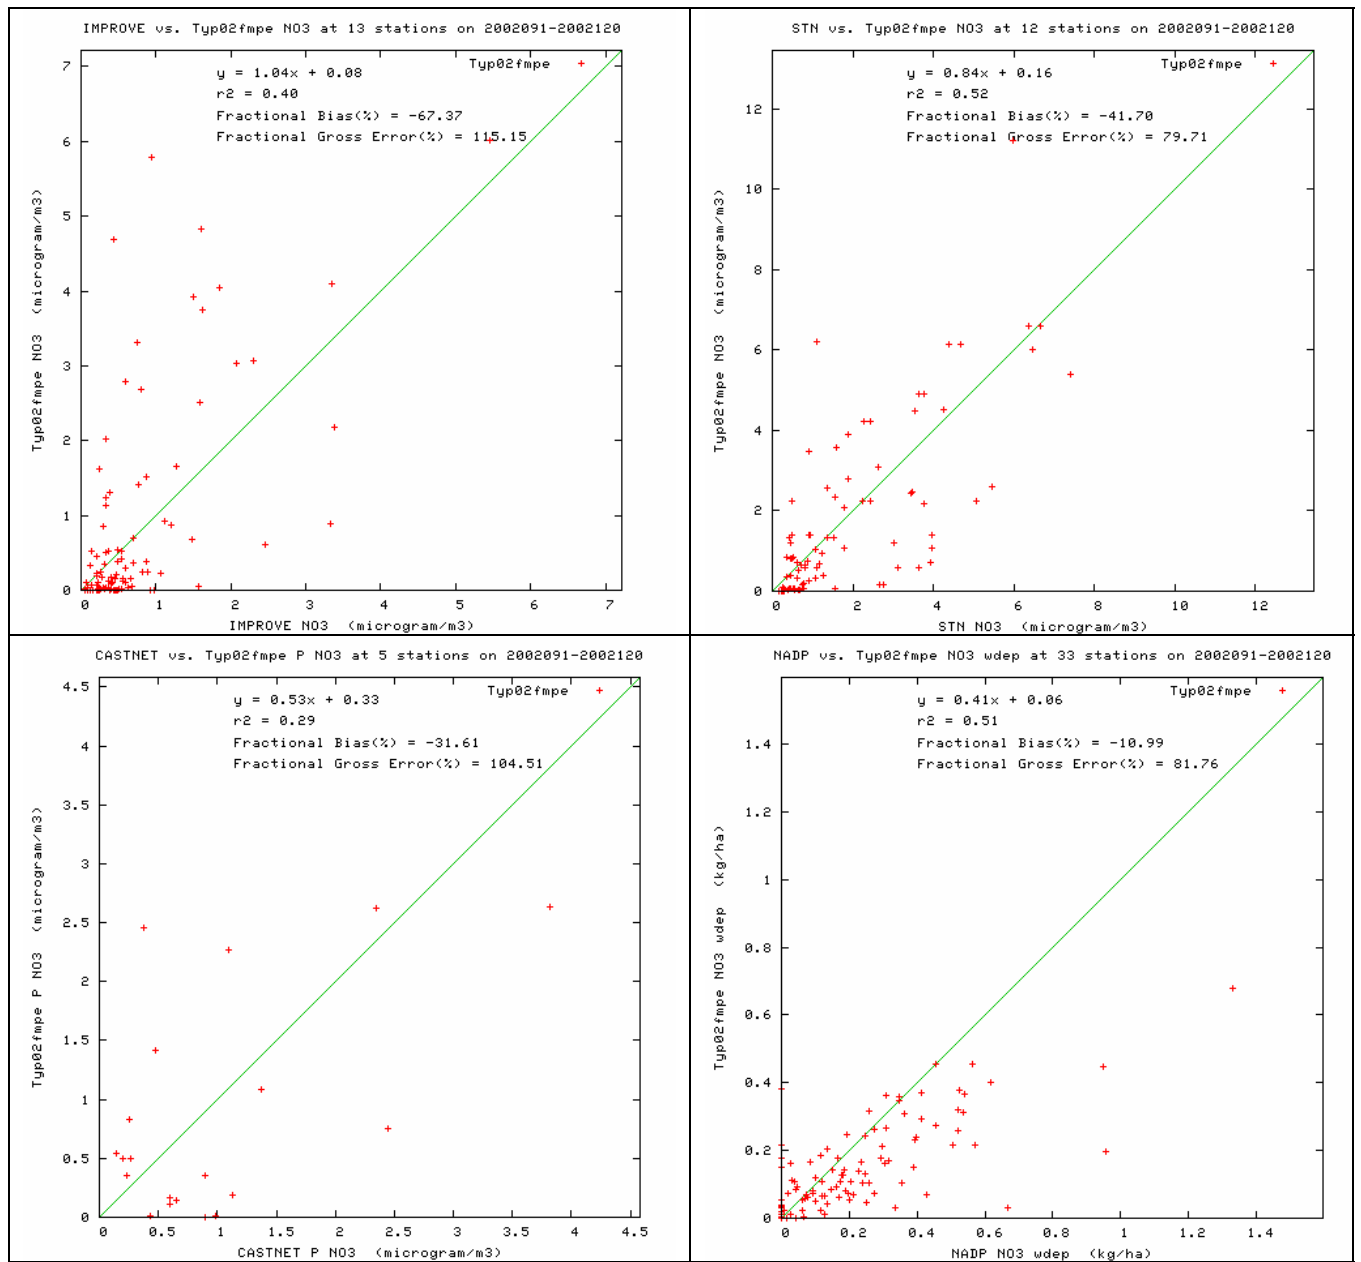 IMPROVE vs. Typ02fmpe NO3 at 13 stations on 2002091-2002120
Typ02fmpe
y = 1.04x + 0.08
r2 = 0.40
Fractional Bias(%) = -67.37
Fractional Gross Error(%) = 115.15
7
6
5
4
3
2
1
0
Typ02fmpe NO3 (microgram/m3)
0 1 2 3 4 5 6 7
IMPROVE NO3 (microgram/m3)
STN vs. Typ02fmpe NO3 at 12 stations on 2002091-2002120
Typ02fmpe
y = 0.84x + 0.16
r2 = 0.52
Fractional Bias(%) = -41.70
Fractional Gross Error(%) = 79.71
12
10
8
6
4
2
0
Typ02fmpe NO3 (microgram/m3)
0 2 4 6 8 10 12
STN NO3 (microgram/m3)
CASTNET vs. Typ02fmpe P NO3 at 5 stations on 2002091-2002120
Typ02fmpe
y = 0.53x + 0.33
r2 = 0.29
Fractional Bias(%) = -31.61
Fractional Gross Error(%) = 104.51
4.5
4
3.5
3
2.5
2
1.5
1
0.5
0
Typ02fmpe P NO3 (microgram/m3)
0 0.5 1 1.5 2 2.5 3 3.5 4 4.5
CASTNET P NO3 (microgram/m3)
NADP vs. Typ02fmpe NO3 wdep at 33 stations on 2002091-2002120
Typ02fmpe
y = 0.41x + 0.06
r2 = 0.51
Fractional Bias(%) = -10.99
Fractional Gross Error(%) = 81.76
1.4
1.2
1
0.8
0.6
0.4
0.2
0
Typ02fmpe NO3 wdep (kg/ha)
0 0.2 0.4 0.6 0.8 1 1.2 1.4
NADP NO3 wdep (kg/ha)